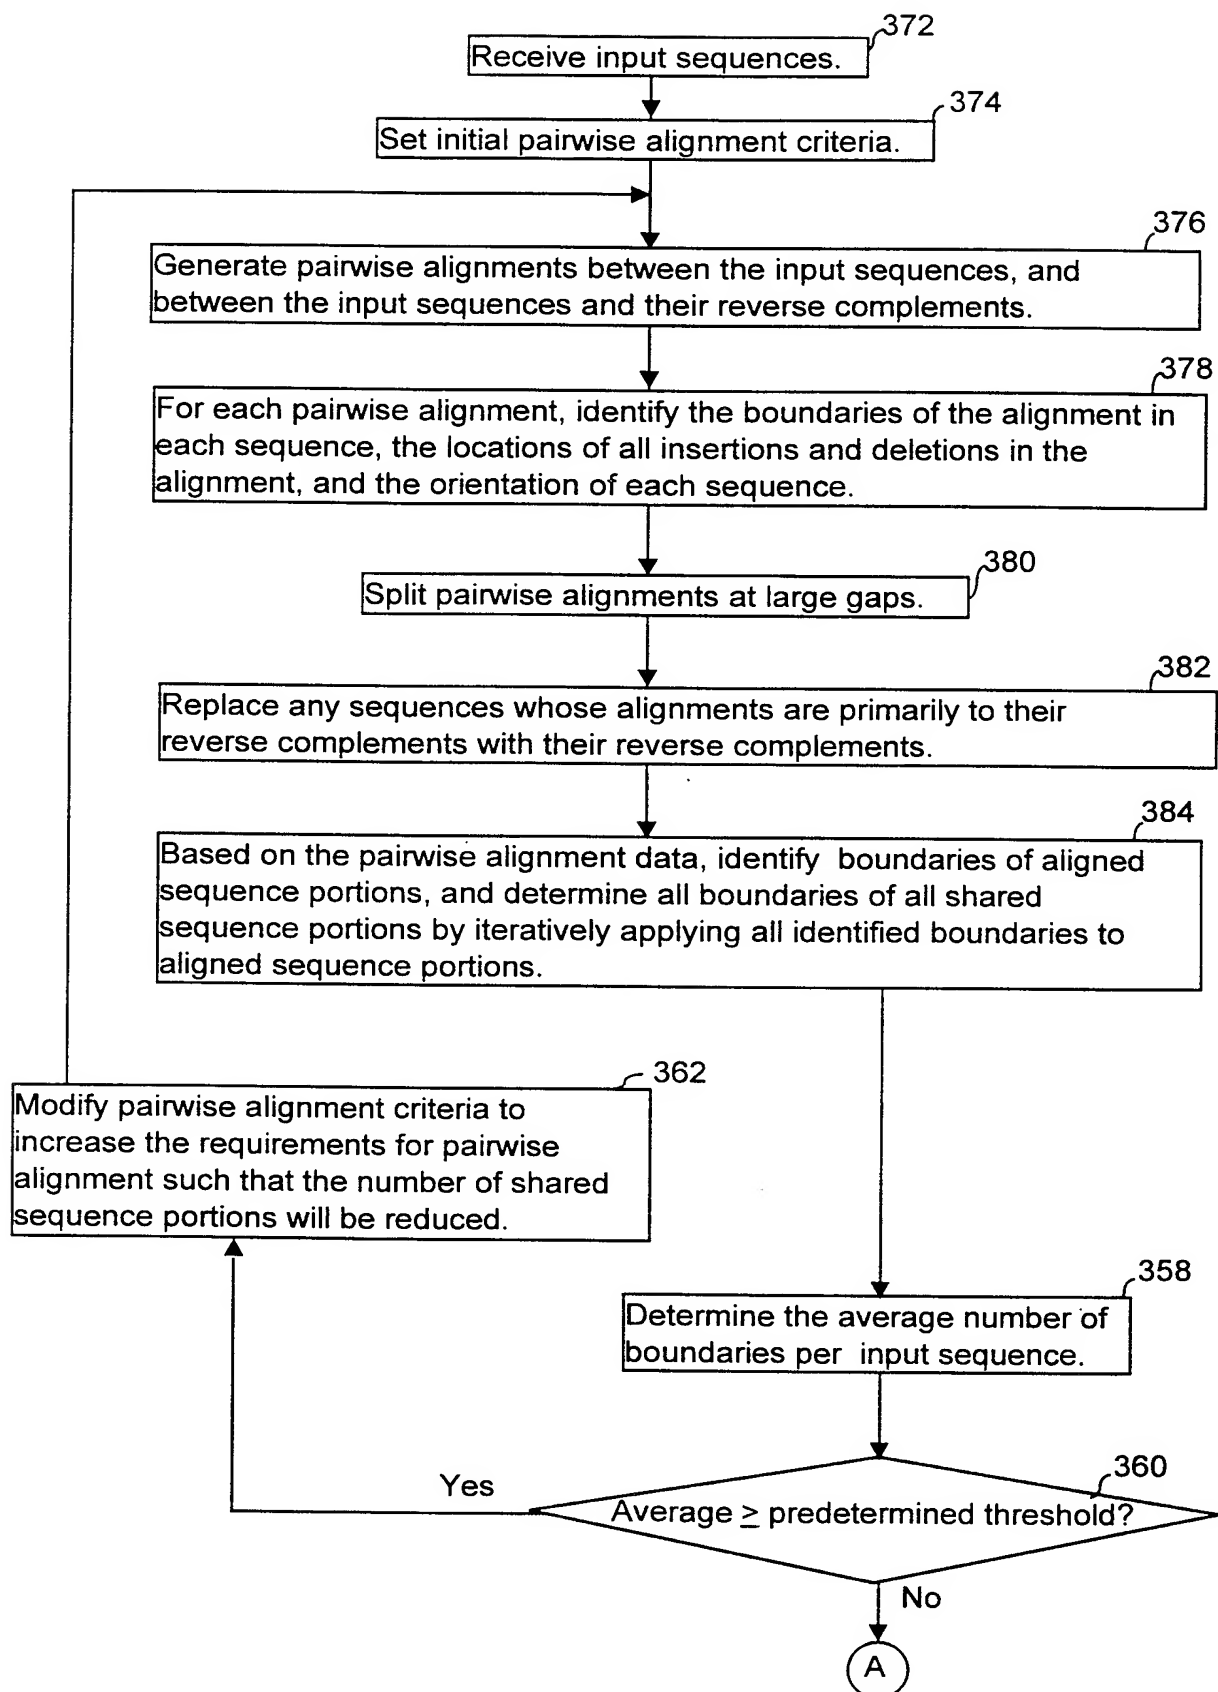 372
Receive input sequences.
374
Set initial pairwise alignment criteria.
376
Generate pairwise alignments between the input sequences, and
between the input sequences and their reverse complements.
378
For each pairwise alignment, identify the boundaries of the alignment in
each sequence, the locations of all insertions and deletions in the
alignment, and the orientation of each sequence.
380
Split pairwise alignments at large gaps.
382
Replace any sequences whose alignments are primarily to their
reverse complements with their reverse complements.
384
Based on the pairwise alignment data, identify boundaries of aligned
sequence portions, and determine all boundaries of all shared
sequence portions by iteratively applying all identified boundaries to
aligned sequence portions.
362
Modify pairwise alignment criteria to
increase the requirements for pairwise
alignment such that the number of shared
sequence portions will be reduced.
358
Determine the average number of
boundaries per input sequence.
360
Yes
Average ≥ predetermined threshold?
No
A